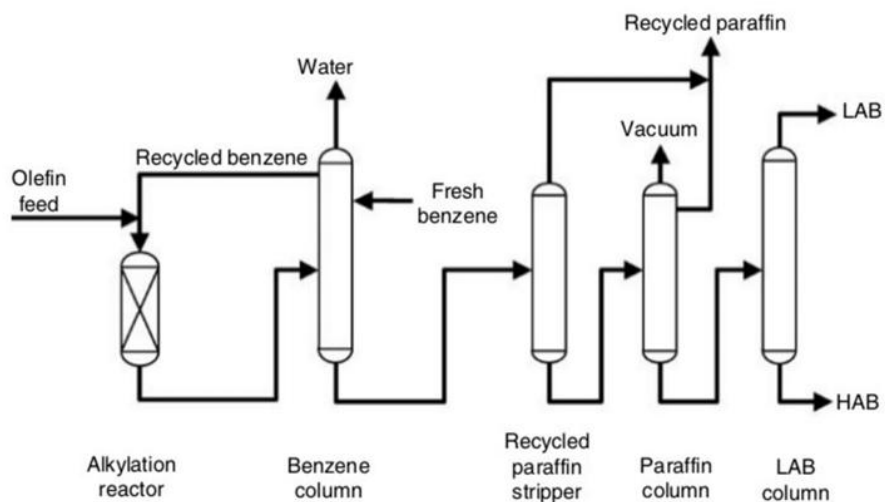 Recycled paraffin
Water
Vacuum
LAB
Recycled benzene
Olefin
feed
Fresh
benzene
HAB
Alkylation
reactor
Benzene
column
Recycled
paraffin
stripper
Paraffin
column
LAB
column